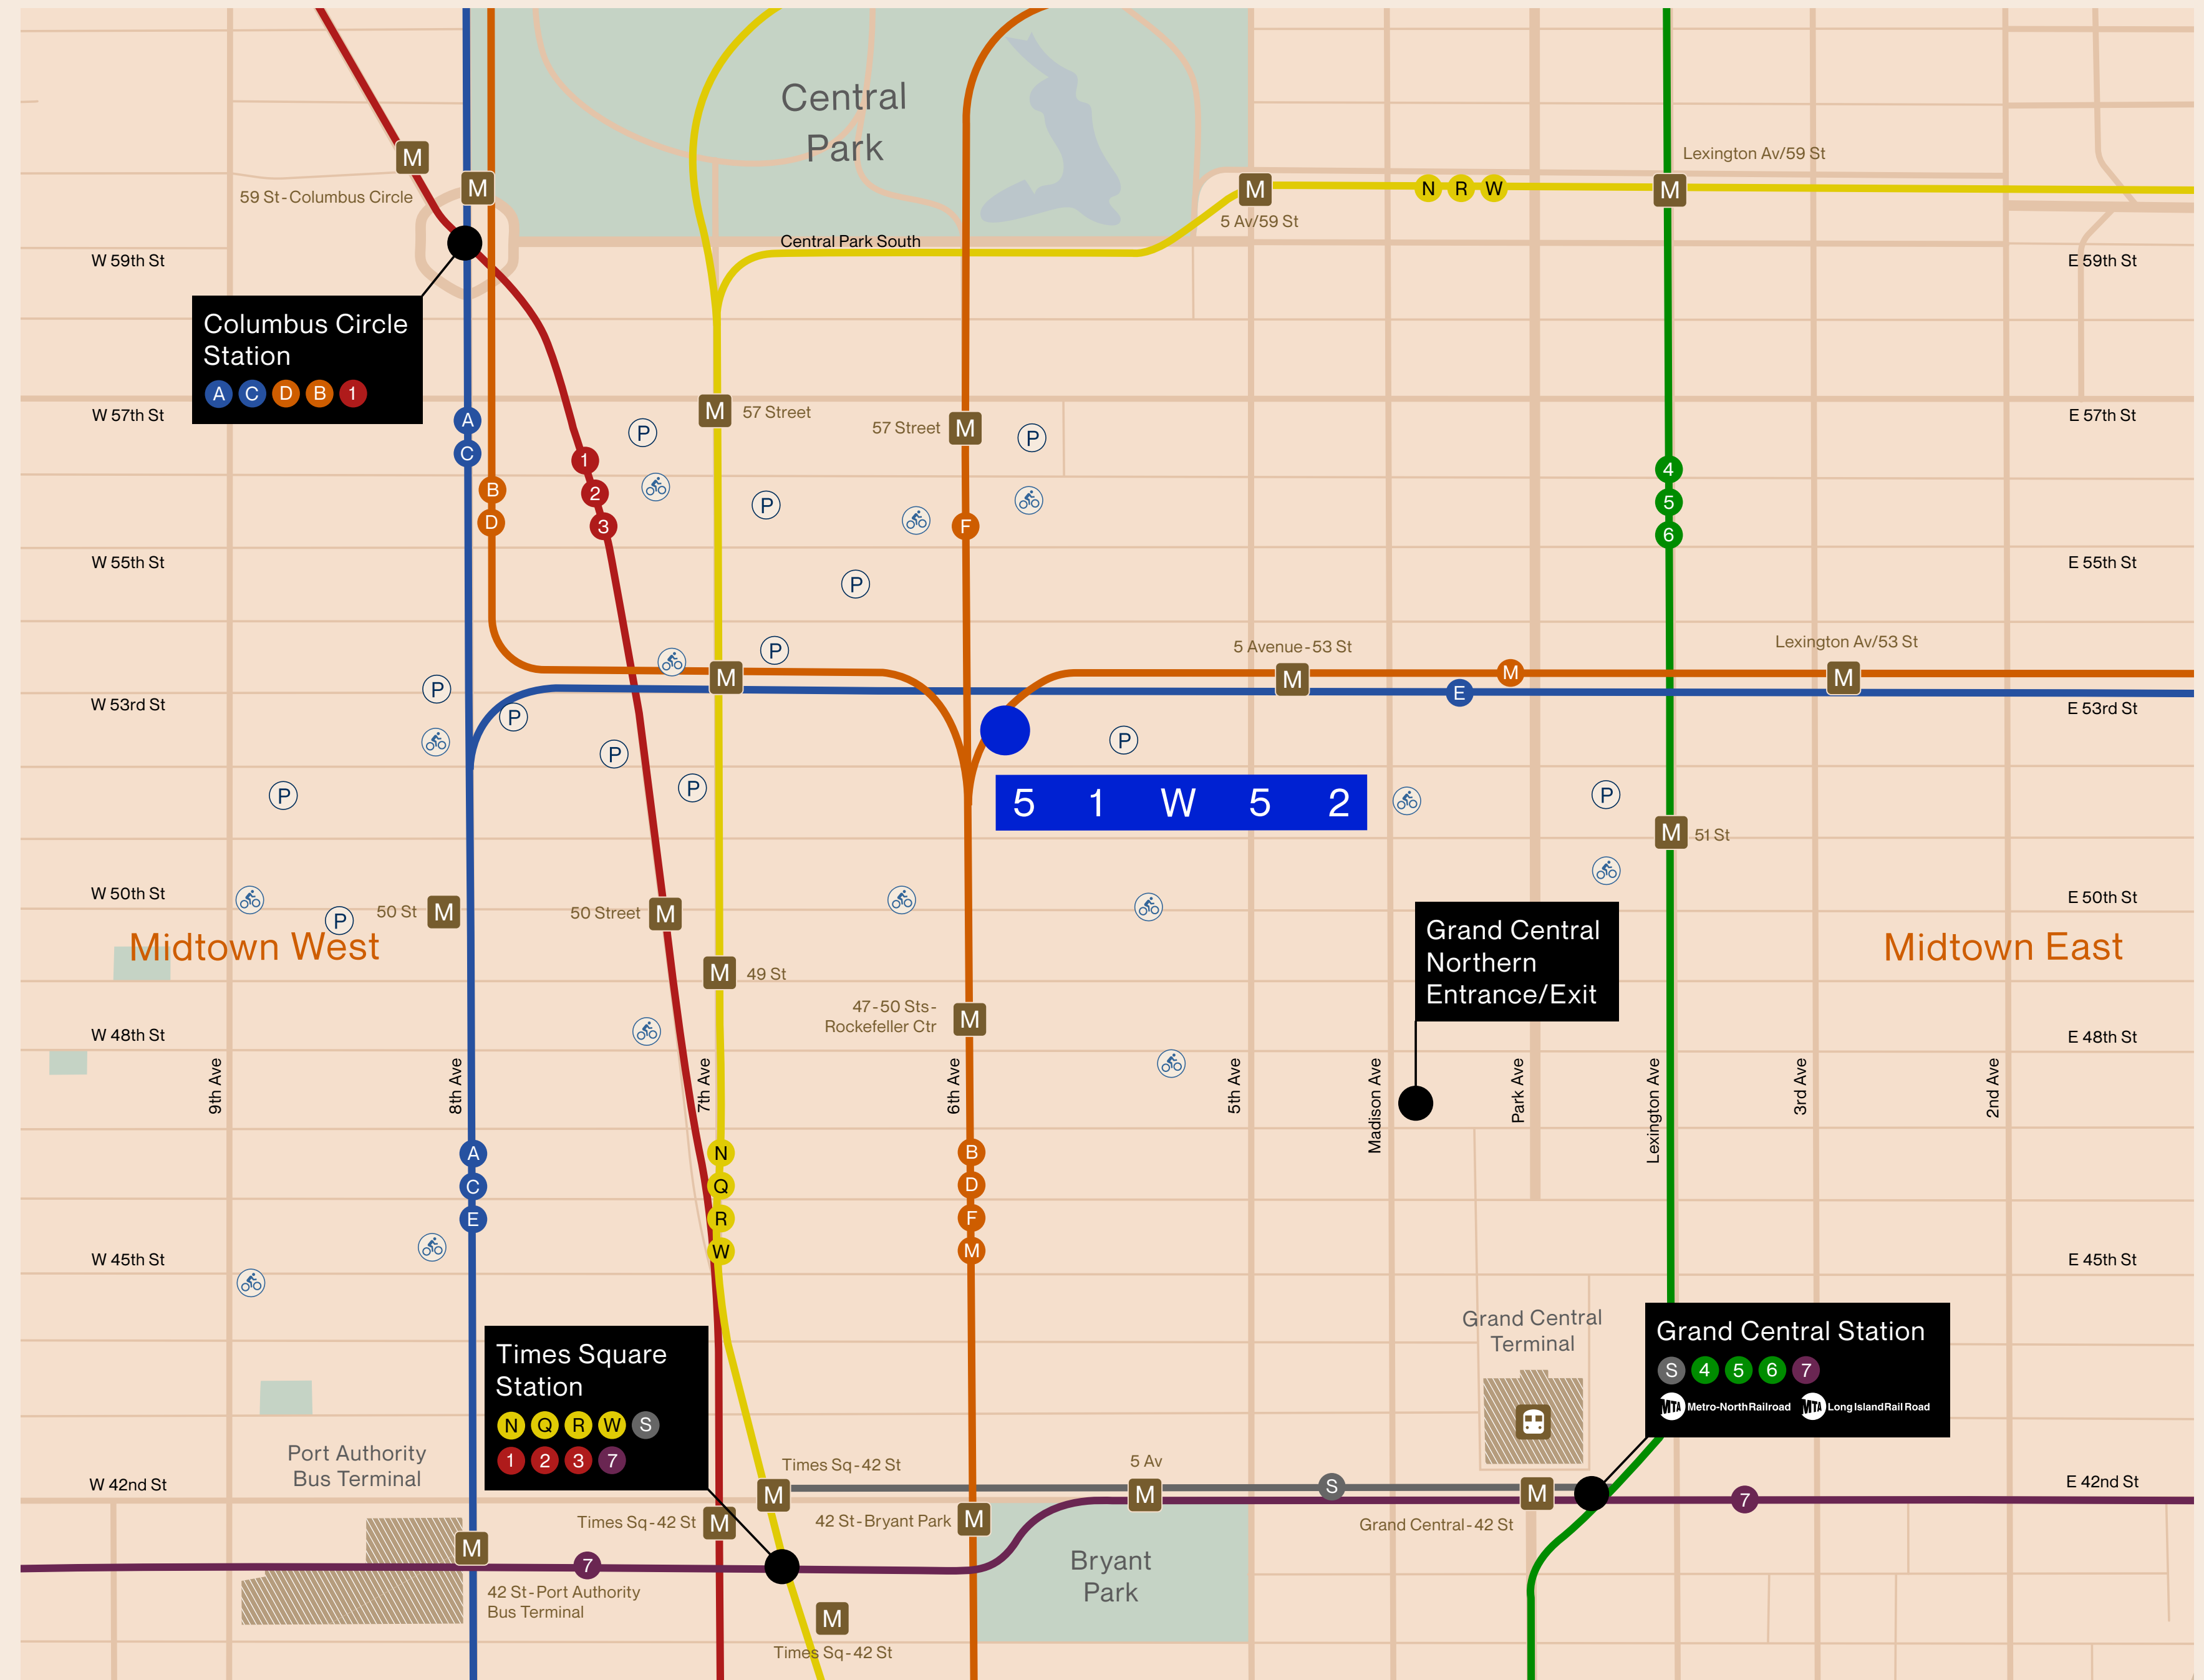 Central
Park
Lexington Av/59 St
M
M
M
M
N R W
59 St-Columbus Circle
5 Av/59 St
Central Park South
W 59th St
E 59th St
Columbus Circle
Station
A C D B 1
W 57th St
A
C
M
57 Street
57 Street
M
E 57th St
P
P
1
2
3
B
D
P
F
4
5
6
W 55th St
E 55th St
P
P
5 Avenue-53 St
Lexington Av/53 St
M
M
M
M
E
P
W 53rd St
E 53rd St
P
P
P
P
P
P
5 1 W 5 2
M
51 St
W 50th St
50 St
M
50 Street
M
E 50th St
P
Midtown West
Midtown East
Grand Central
Northern
Entrance/Exit
M
49 St
47-50 Sts-
Rockefeller Ctr
M
W 48th St
E 48th St
9th Ave
8th Ave
7th Ave
6th Ave
5th Ave
Madison Ave
Park Ave
Lexington Ave
3rd Ave
2nd Ave
A
C
E
N
Q
R
W
B
D
F
M
W 45th St
E 45th St
Grand Central
Terminal
Times Square
Station
N Q R W S
1 2 3 7
Grand Central Station
S 4 5 6 7
MTA Metro-North Railroad MTA Long Island Rail Road
Port Authority
Bus Terminal
W 42nd St
Times Sq-42 St
M
5 Av
M
S
M
7
E 42nd St
Times Sq-42 St
M
42 St-Bryant Park
M
Grand Central-42 St
M
7
42 St-Port Authority
Bus Terminal
Bryant
Park
M
Times Sq-42 St